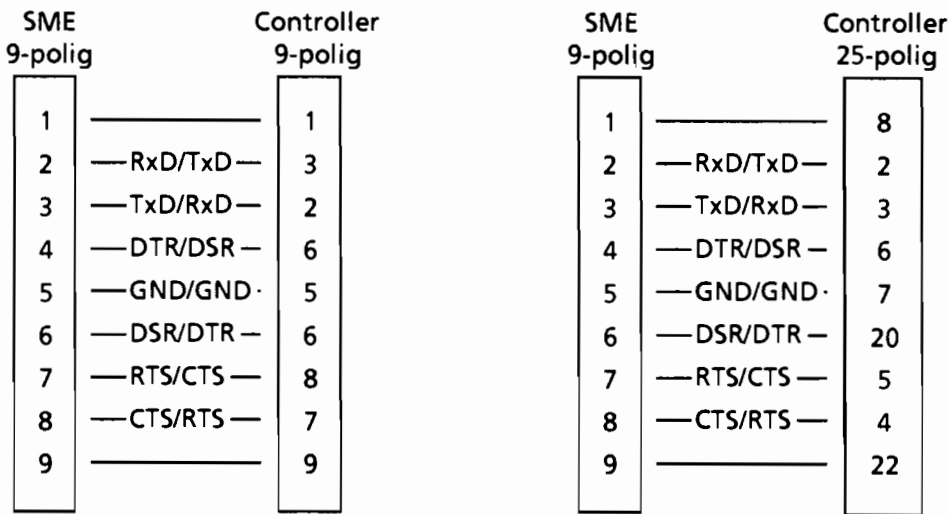 SME Controller
9-polig 9-polig
1 1
2 RxD/TxD 3
3 TxD/RxD 2
4 DTR/DSR 6
5 GND/GND 5
6 DSR/DTR 6
7 RTS/CTS 8
8 CTS/RTS 7
9 9
SME Controller
9-polig 25-polig
1 8
2 RxD/TxD 2
3 TxD/RxD 3
4 DTR/DSR 6
5 GND/GND 7
6 DSR/DTR 20
7 RTS/CTS 5
8 CTS/RTS 4
9 22